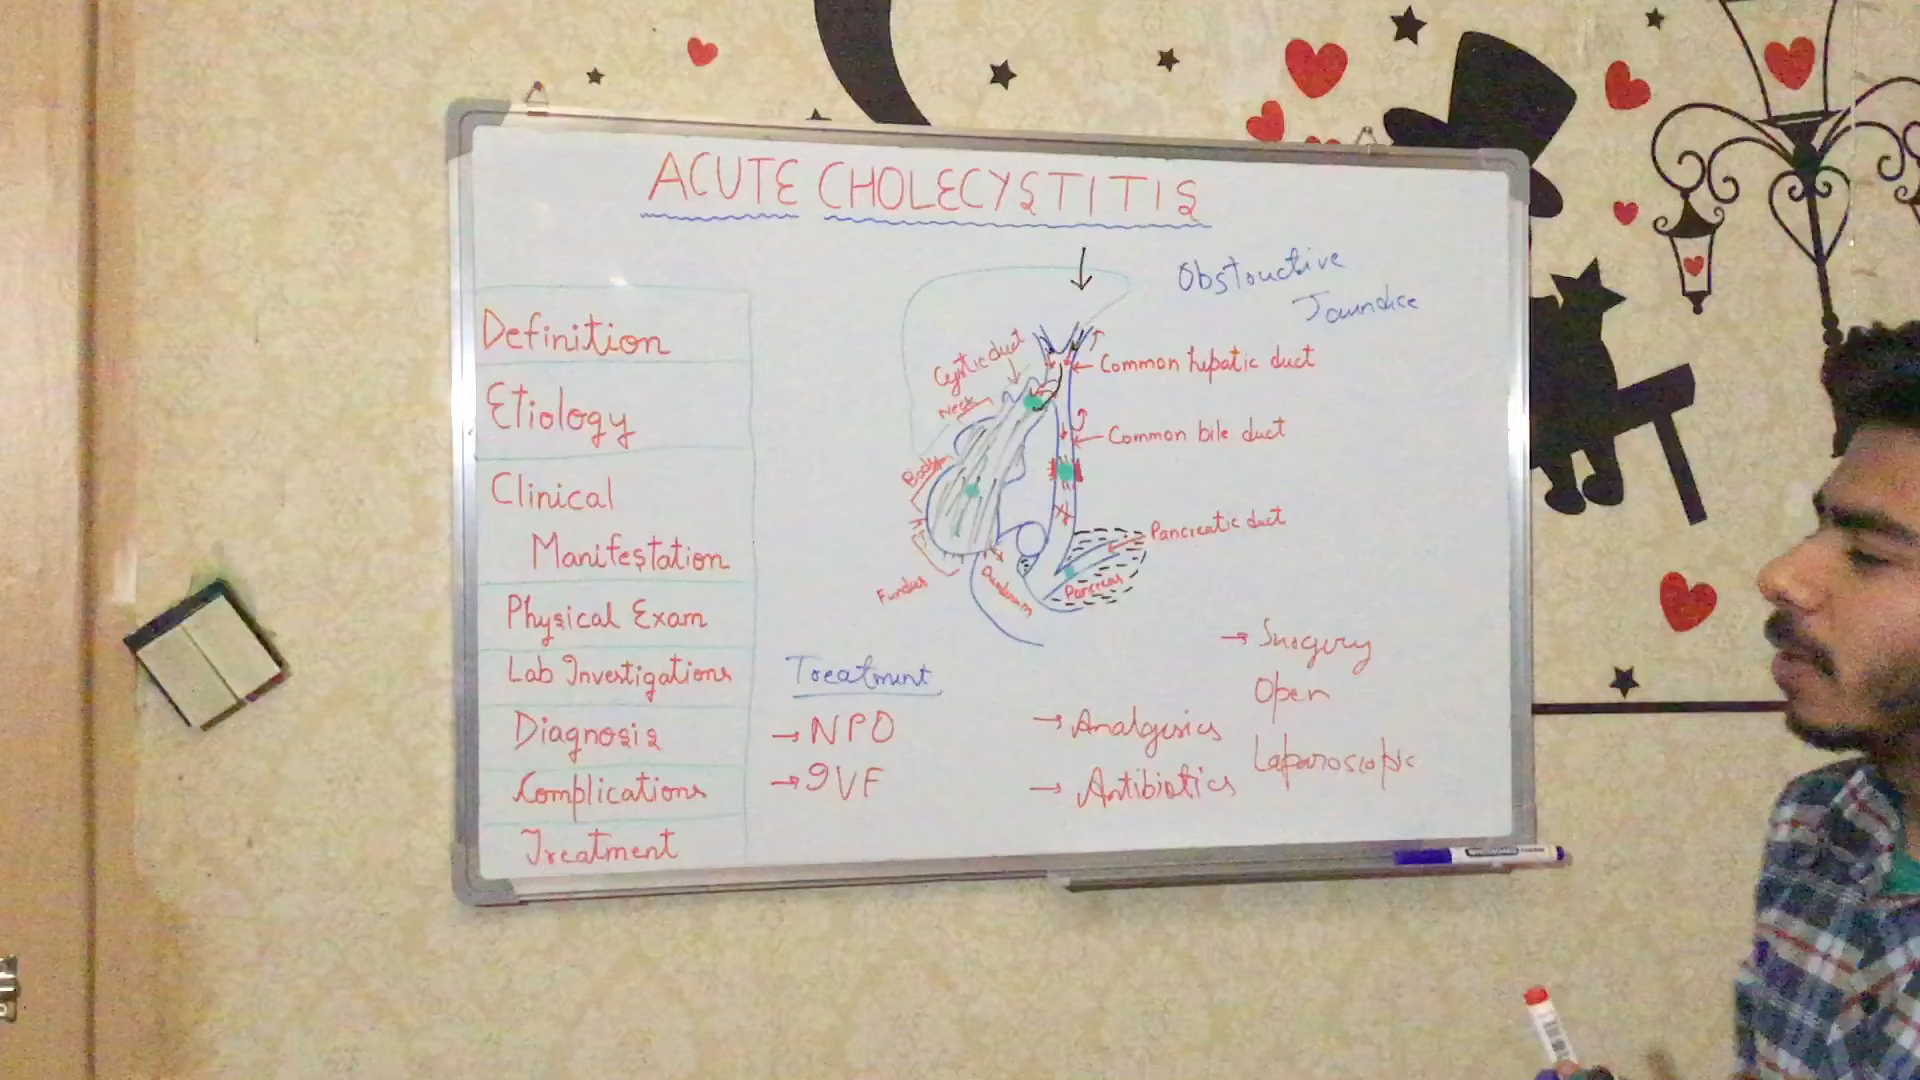 ACUTE CHOLECYSTITIS
Obstructive
Jaundice
Definition
Etiology
Clinical
Manifestation
Physical Exam
Lab Investigations
Diagnosis
Complications
Treatment
Cystic duct
Neck
Body
Fundus
Duodenum
Common hepatic duct
Common bile duct
Pancreatic duct
Pancreas
Treatment
→ NPO
→ IVF
→ Analgesics
→ Antibiotics
→ Surgery
Open
Laparoscopic